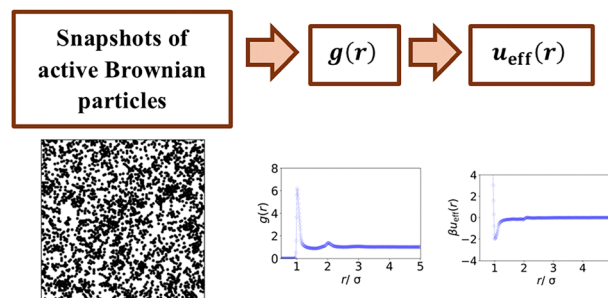 Snapshots of
active Brownian
particles
g(r)
u_eff(r)
8
6
4
2
0
g(r)
1
2
3
4
5
r/ σ
4
2
0
−2
−4
βu_eff(r)
1
2
3
4
5
r/ σ